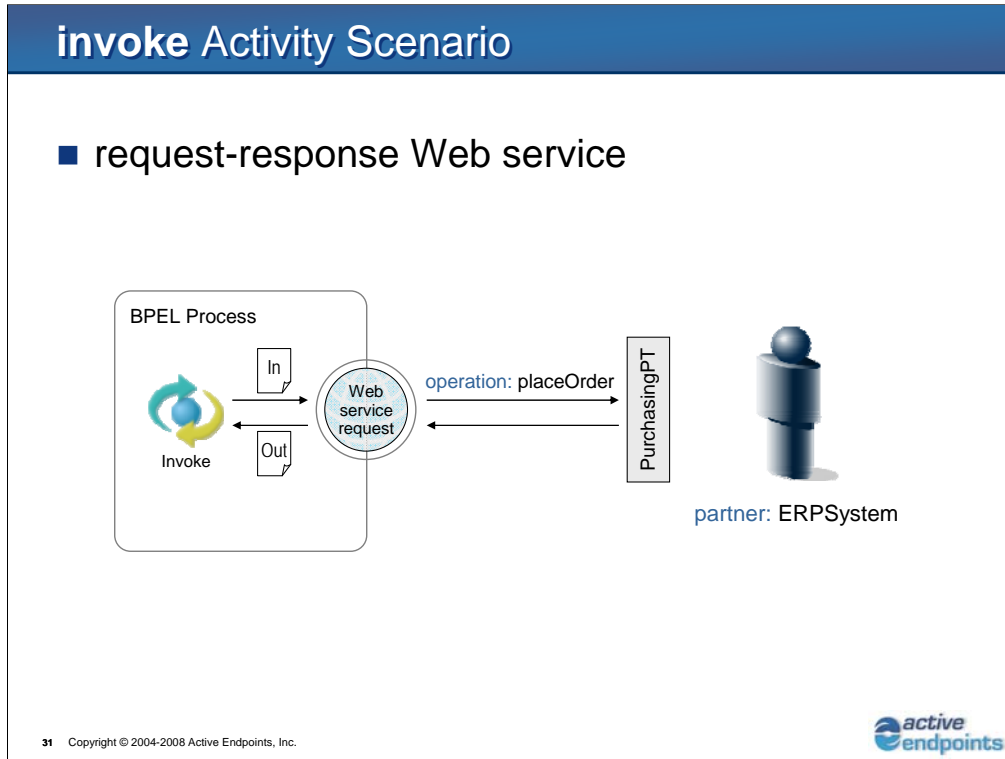 invoke Activity Scenario
request-response Web service
BPEL Process
In
Out
Invoke
Web
service
request
operation: placeOrder
PurchasingPT
partner: ERPSystem
31 Copyright © 2004-2008 Active Endpoints, Inc.
active
endpoints